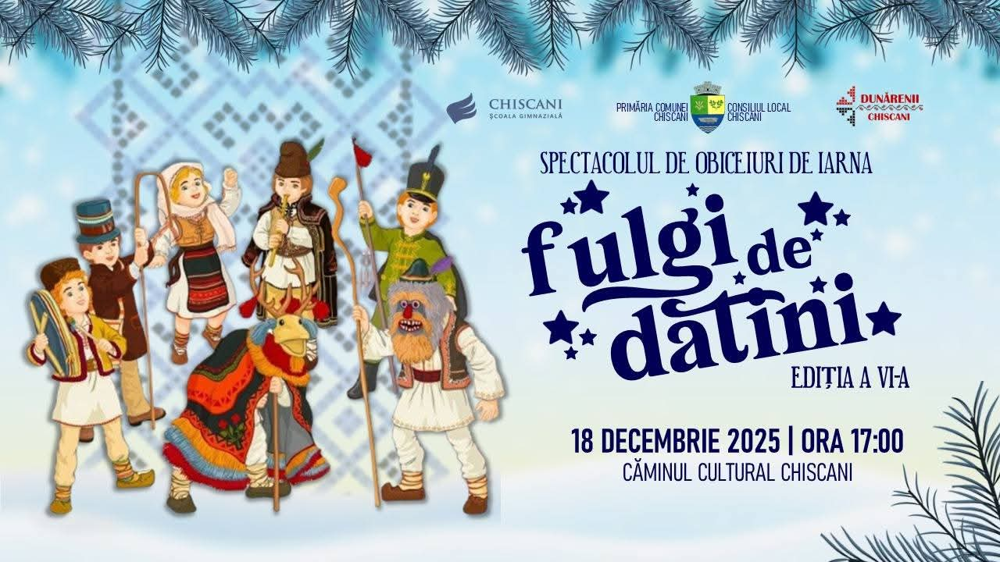 CHISCANI
ȘCOALA GIMNAZIALĂ
PRIMĂRIA COMUNEI
CHISCANI
CONSILIUL LOCAL
CHISCANI
DUNĂRENII
CHISCANI
SPECTACOLUL DE OBICEIURI DE IARNA
fulgi de
datini
EDIȚIA A VI-A
18 DECEMBRIE 2025 | ORA 17:00
CĂMINUL CULTURAL CHISCANI